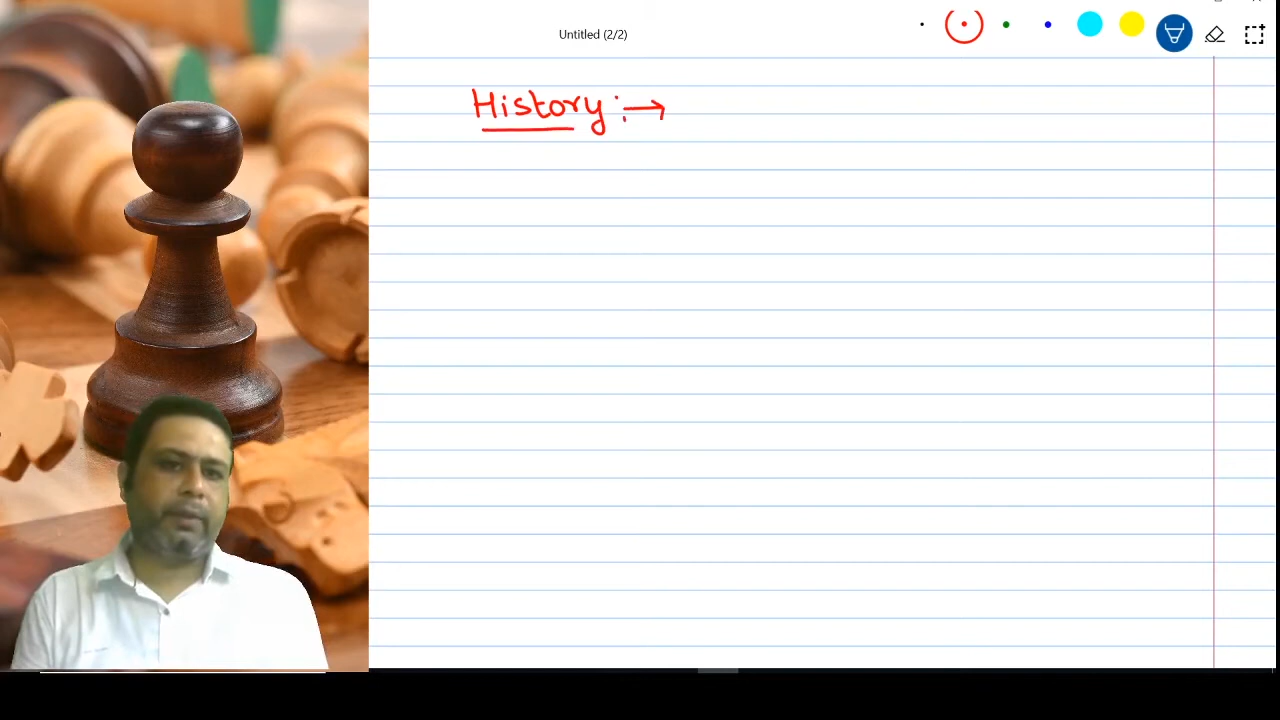 Untitled (2/2)
History :→